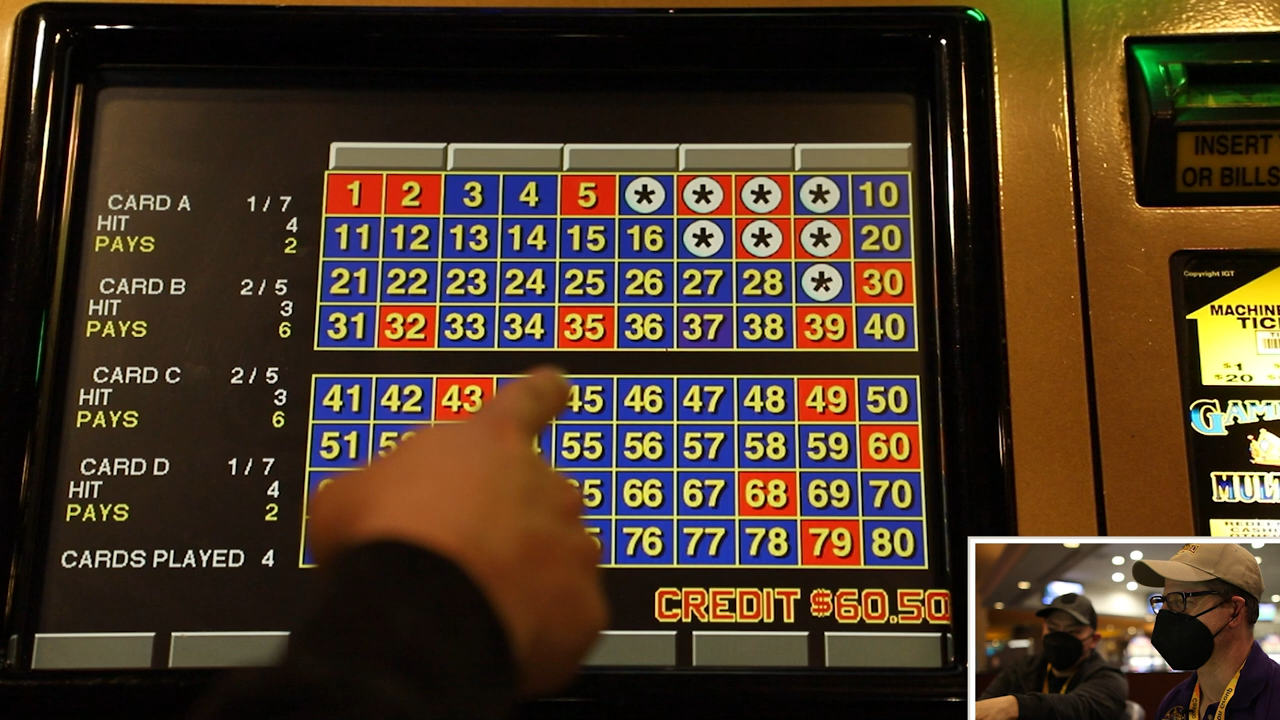 CARD A 1/7
HIT 4
PAYS 2
CARD B 2/5
HIT 3
PAYS 6
CARD C 2/5
HIT 3
PAYS 6
CARD D 1/7
HIT 4
PAYS 2
CARDS PLAYED 4
1 2 3 4 5 * * * * 10
11 12 13 14 15 16 * * * 20
21 22 23 24 25 26 27 28 * 30
31 32 33 34 35 36 37 38 39 40
41 42 43 45 46 47 48 49 50
51 55 56 57 58 59 60
66 67 68 69 70
76 77 78 79 80
CREDIT $60.50
INSERT
OR BILLS
Copyright IGT
MACHINE
$1
$20